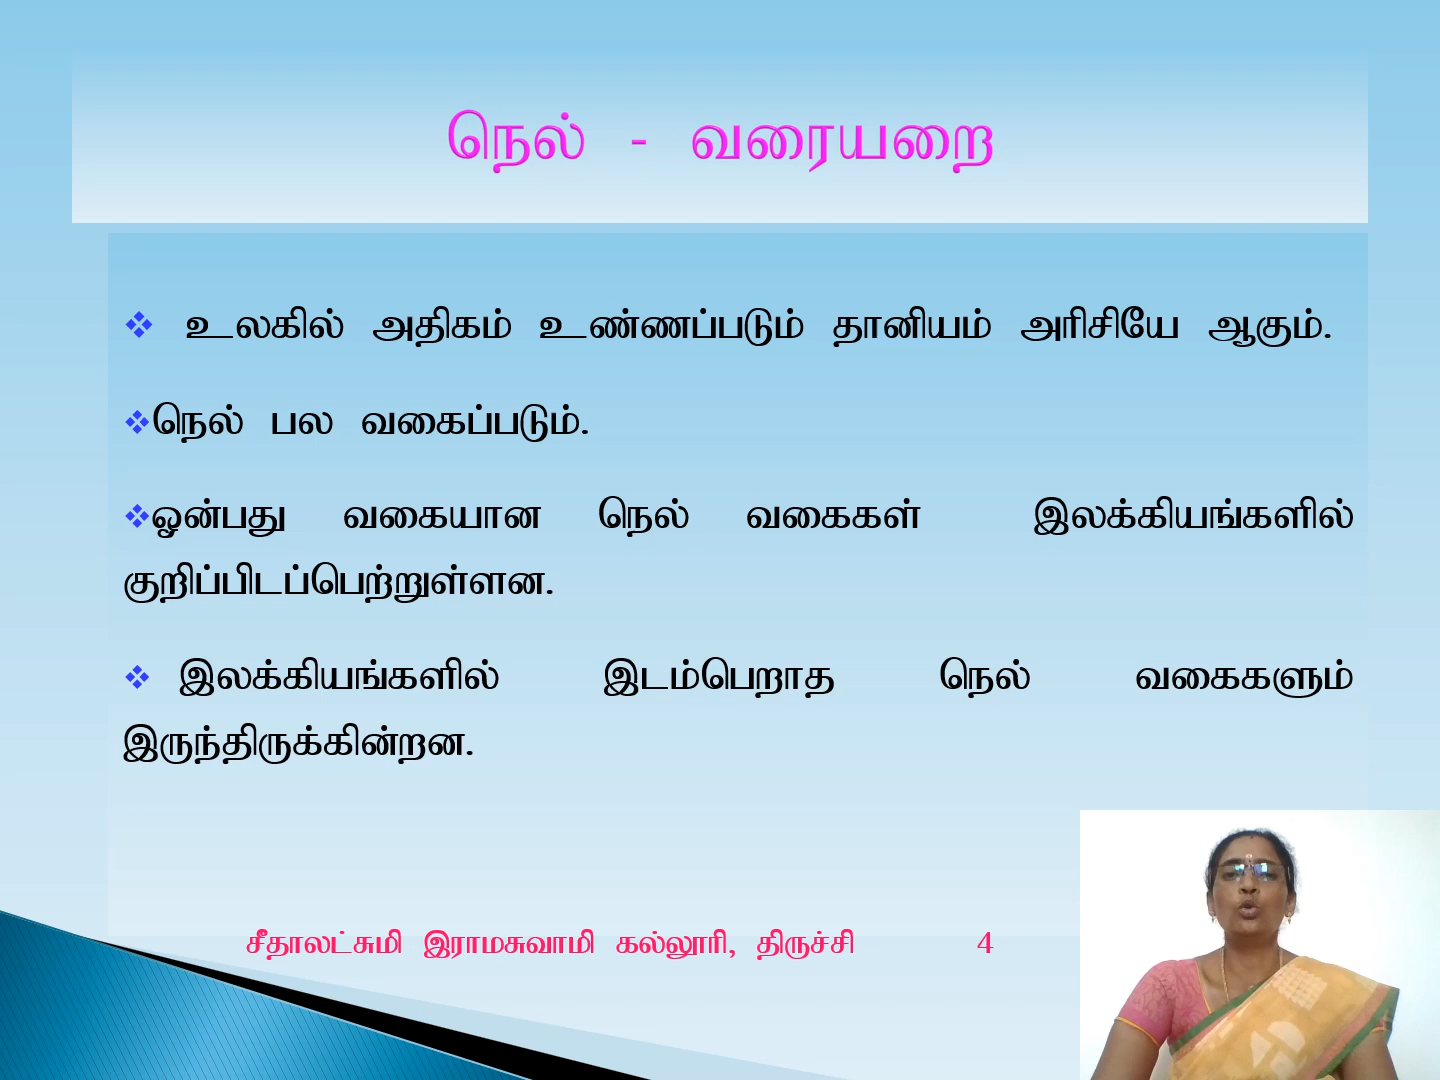 நெல் - வரையறை
❖ உலகில் அதிகம் உண்ணப்படும் தானியம் அரிசியே ஆகும்.
❖நெல் பல வகைப்படும்.
❖ஓன்பது வகையான நெல் வகைகள் இலக்கியங்களில்
குறிப்பிடப்பெற்றுள்ளன.
❖ இலக்கியங்களில் இடம்பெறாத நெல் வகைகளும்
இருந்திருக்கின்றன.
சீதாலட்சுமி இராமசுவாமி கல்லூரி, திருச்சி 4